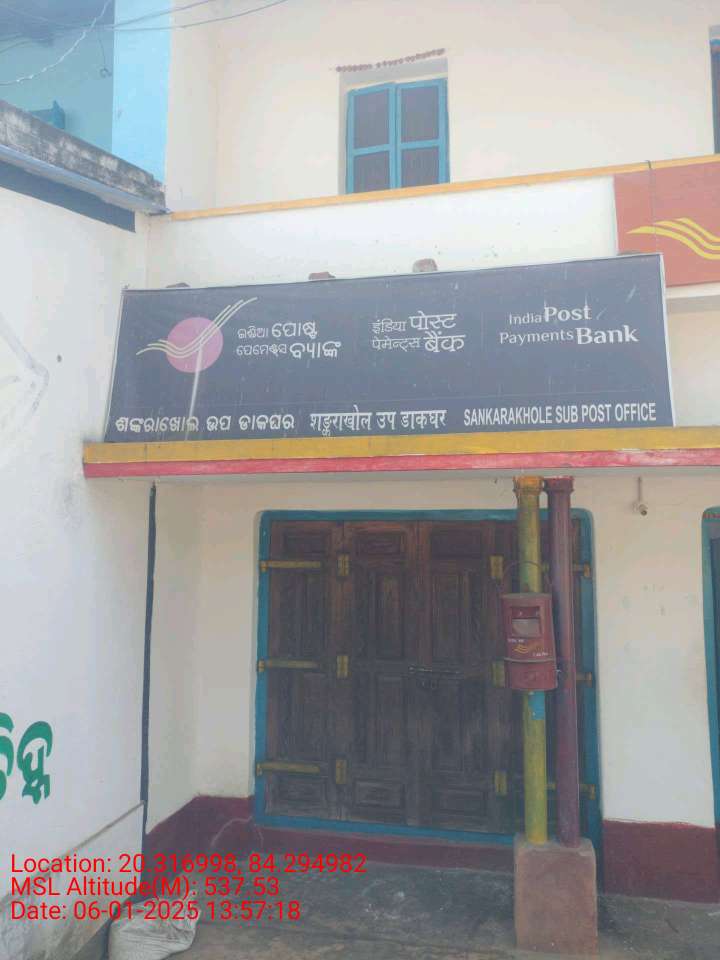 ଇଣ୍ଡିଆ ପୋଷ୍ଟ
ପେମେଣ୍ଟସ ବ୍ୟାଙ୍କ
इंडिया पोस्ट
पेमेन्ट्स बैंक
India Post
Payments Bank
ଶଙ୍କରାଖୋଲ ଉପ ଡାକଘର शङ्कराखोल उप डाकघर SANKARAKHOLE SUB POST OFFICE
Location: 20.316998, 84.294982
MSL Altitude(M): 537.53
Date: 06-01-2025 13:57:18